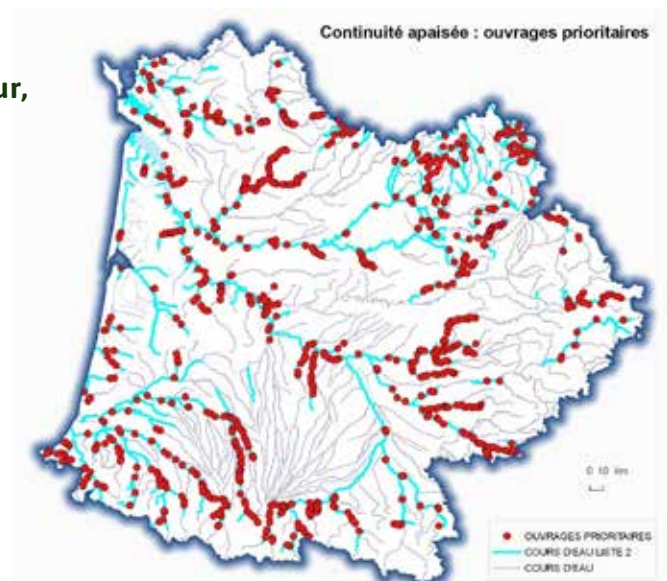 ur,
Continuité apaisée : ouvrages prioritaires
0 10 km
OUVRAGES PRIORITAIRES
COURS D'EAU LISTE 2
COURS D'EAU